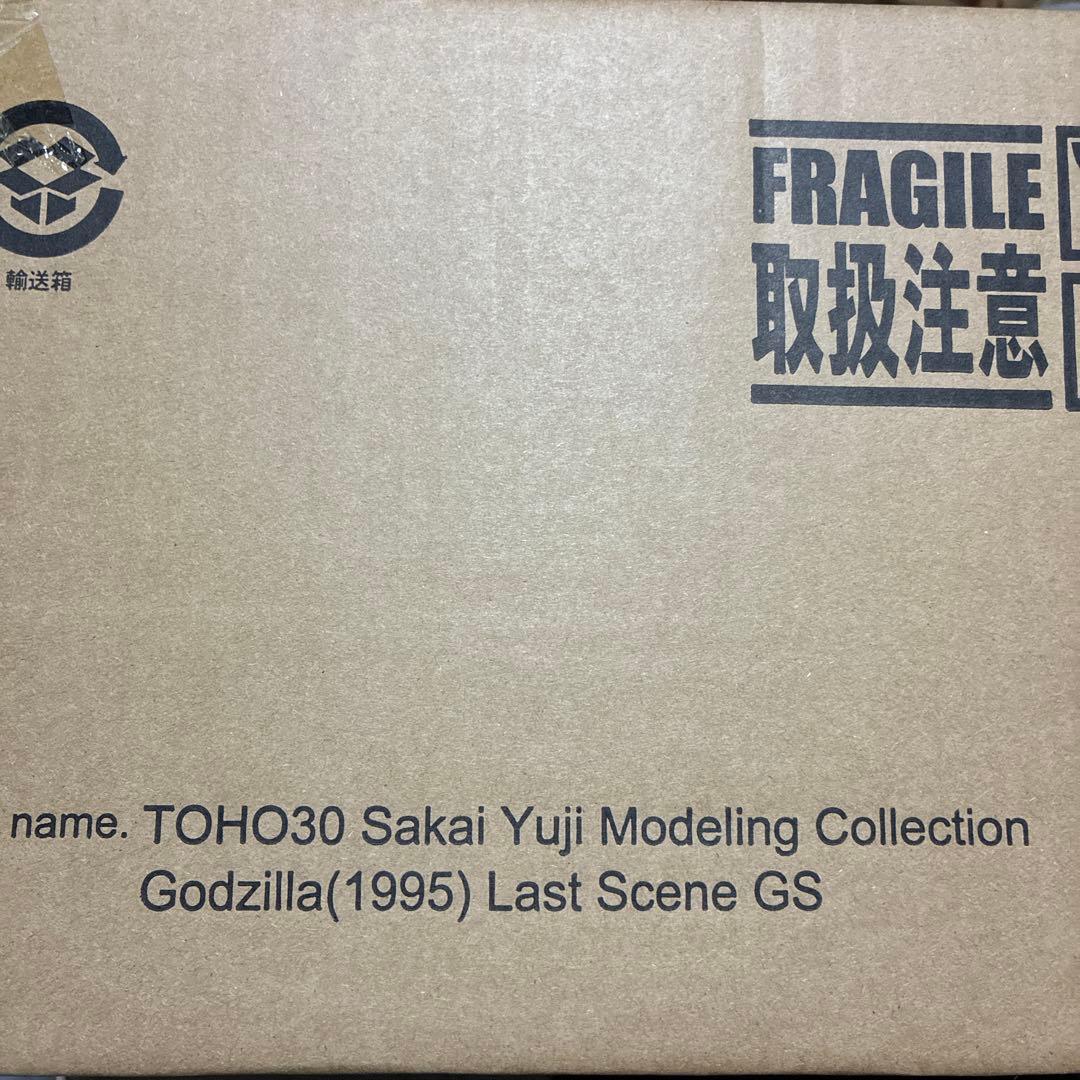 輸送箱
FRAGILE
取扱注意
name. TOHO30 Sakai Yuji Modeling Collection
Godzilla(1995) Last Scene GS